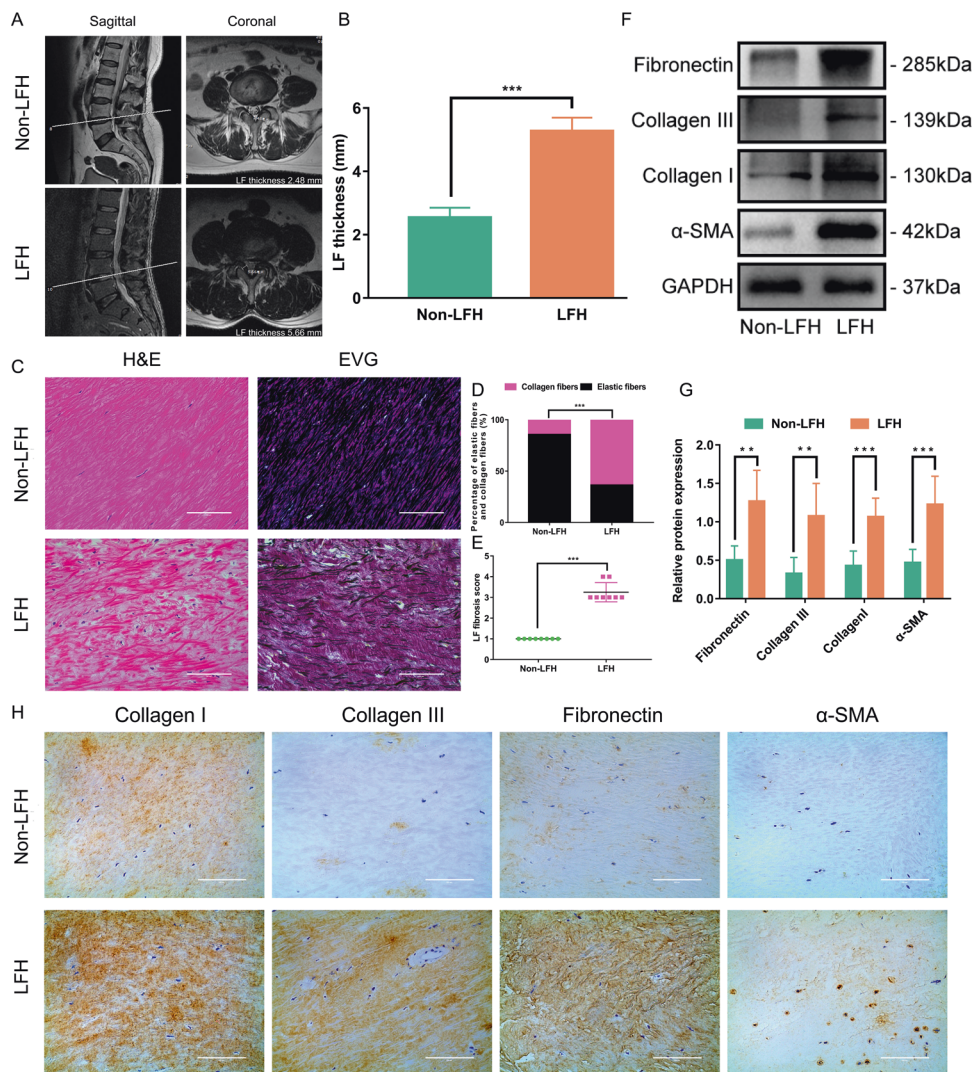 A
Sagittal
Coronal
Non-LFH
LFH
LF thickness 2.48 mm
LF thickness 5.66 mm
B
LF thickness (mm)
6
4
2
0
***
Non-LFH
LFH
F
Fibronectin
- 285kDa
Collagen III
- 139kDa
Collagen I
- 130kDa
α-SMA
- 42kDa
GAPDH
- 37kDa
Non-LFH LFH
C
H&E
EVG
Non-LFH
LFH
D
Collagen fibers
Elastic fibers
Percentage of elastic fibers
and collagen fibers (%)
100
50
0
***
Non-LFH
LFH
E
LF fibrosis score
5
4
3
2
1
0
***
Non-LFH
LFH
G
Non-LFH
LFH
Relative protein expression
2.0
1.5
1.0
0.5
0.0
**
**
***
***
Fibronectin
Collagen III
CollagenI
α-SMA
H
Collagen I
Collagen III
Fibronectin
α-SMA
Non-LFH
LFH